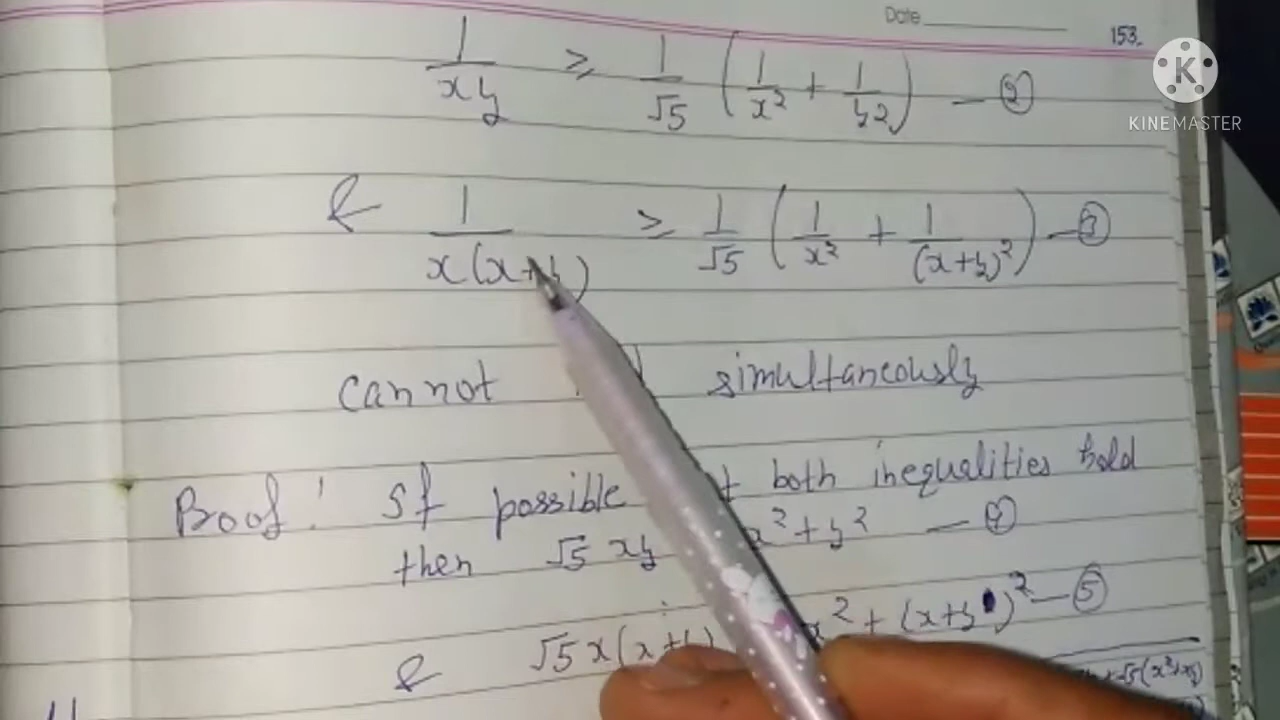 Date
153.
KINEMASTER
1/xy ≥ 1/√5 (1/x² + 1/y²) — ②
& 1/x(x+y) ≥ 1/√5 (1/x² + 1/(x+y)²) — ③
cannot simultaneously
Proof! If possible both inequalities hold
then √5 xy x² + y² — ④
& √5 x(x+y) x² + (x+y)² — ⑤